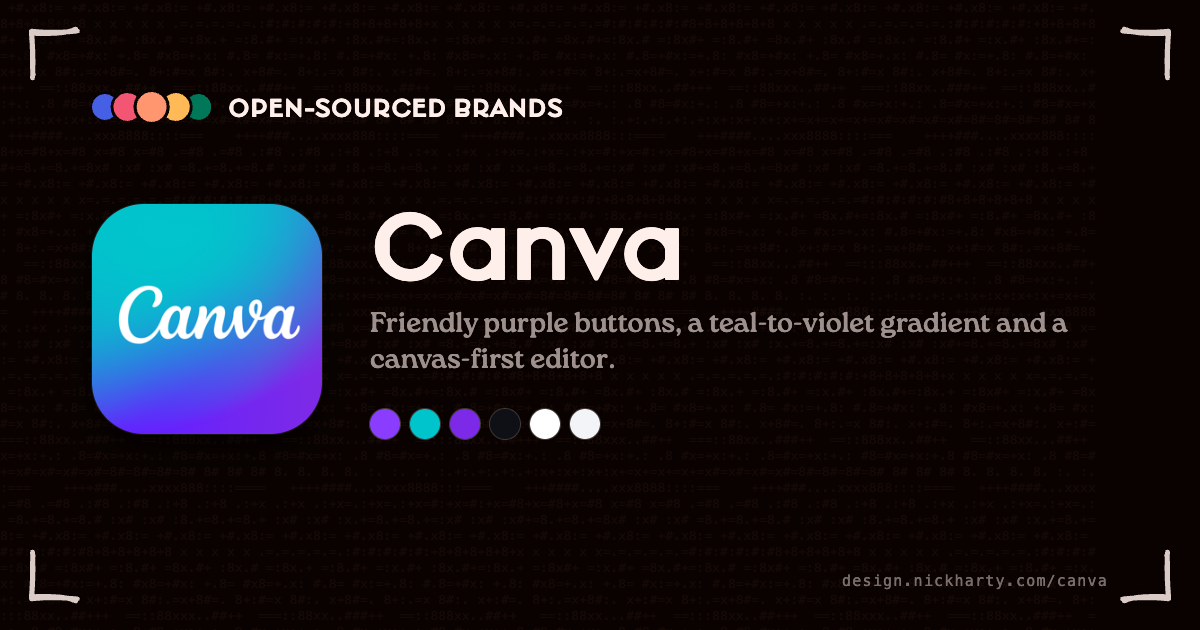 OPEN-SOURCED BRANDS
Canva
Canva
Friendly purple buttons, a teal-to-violet gradient and a
canvas-first editor.
design.nickharty.com/canva